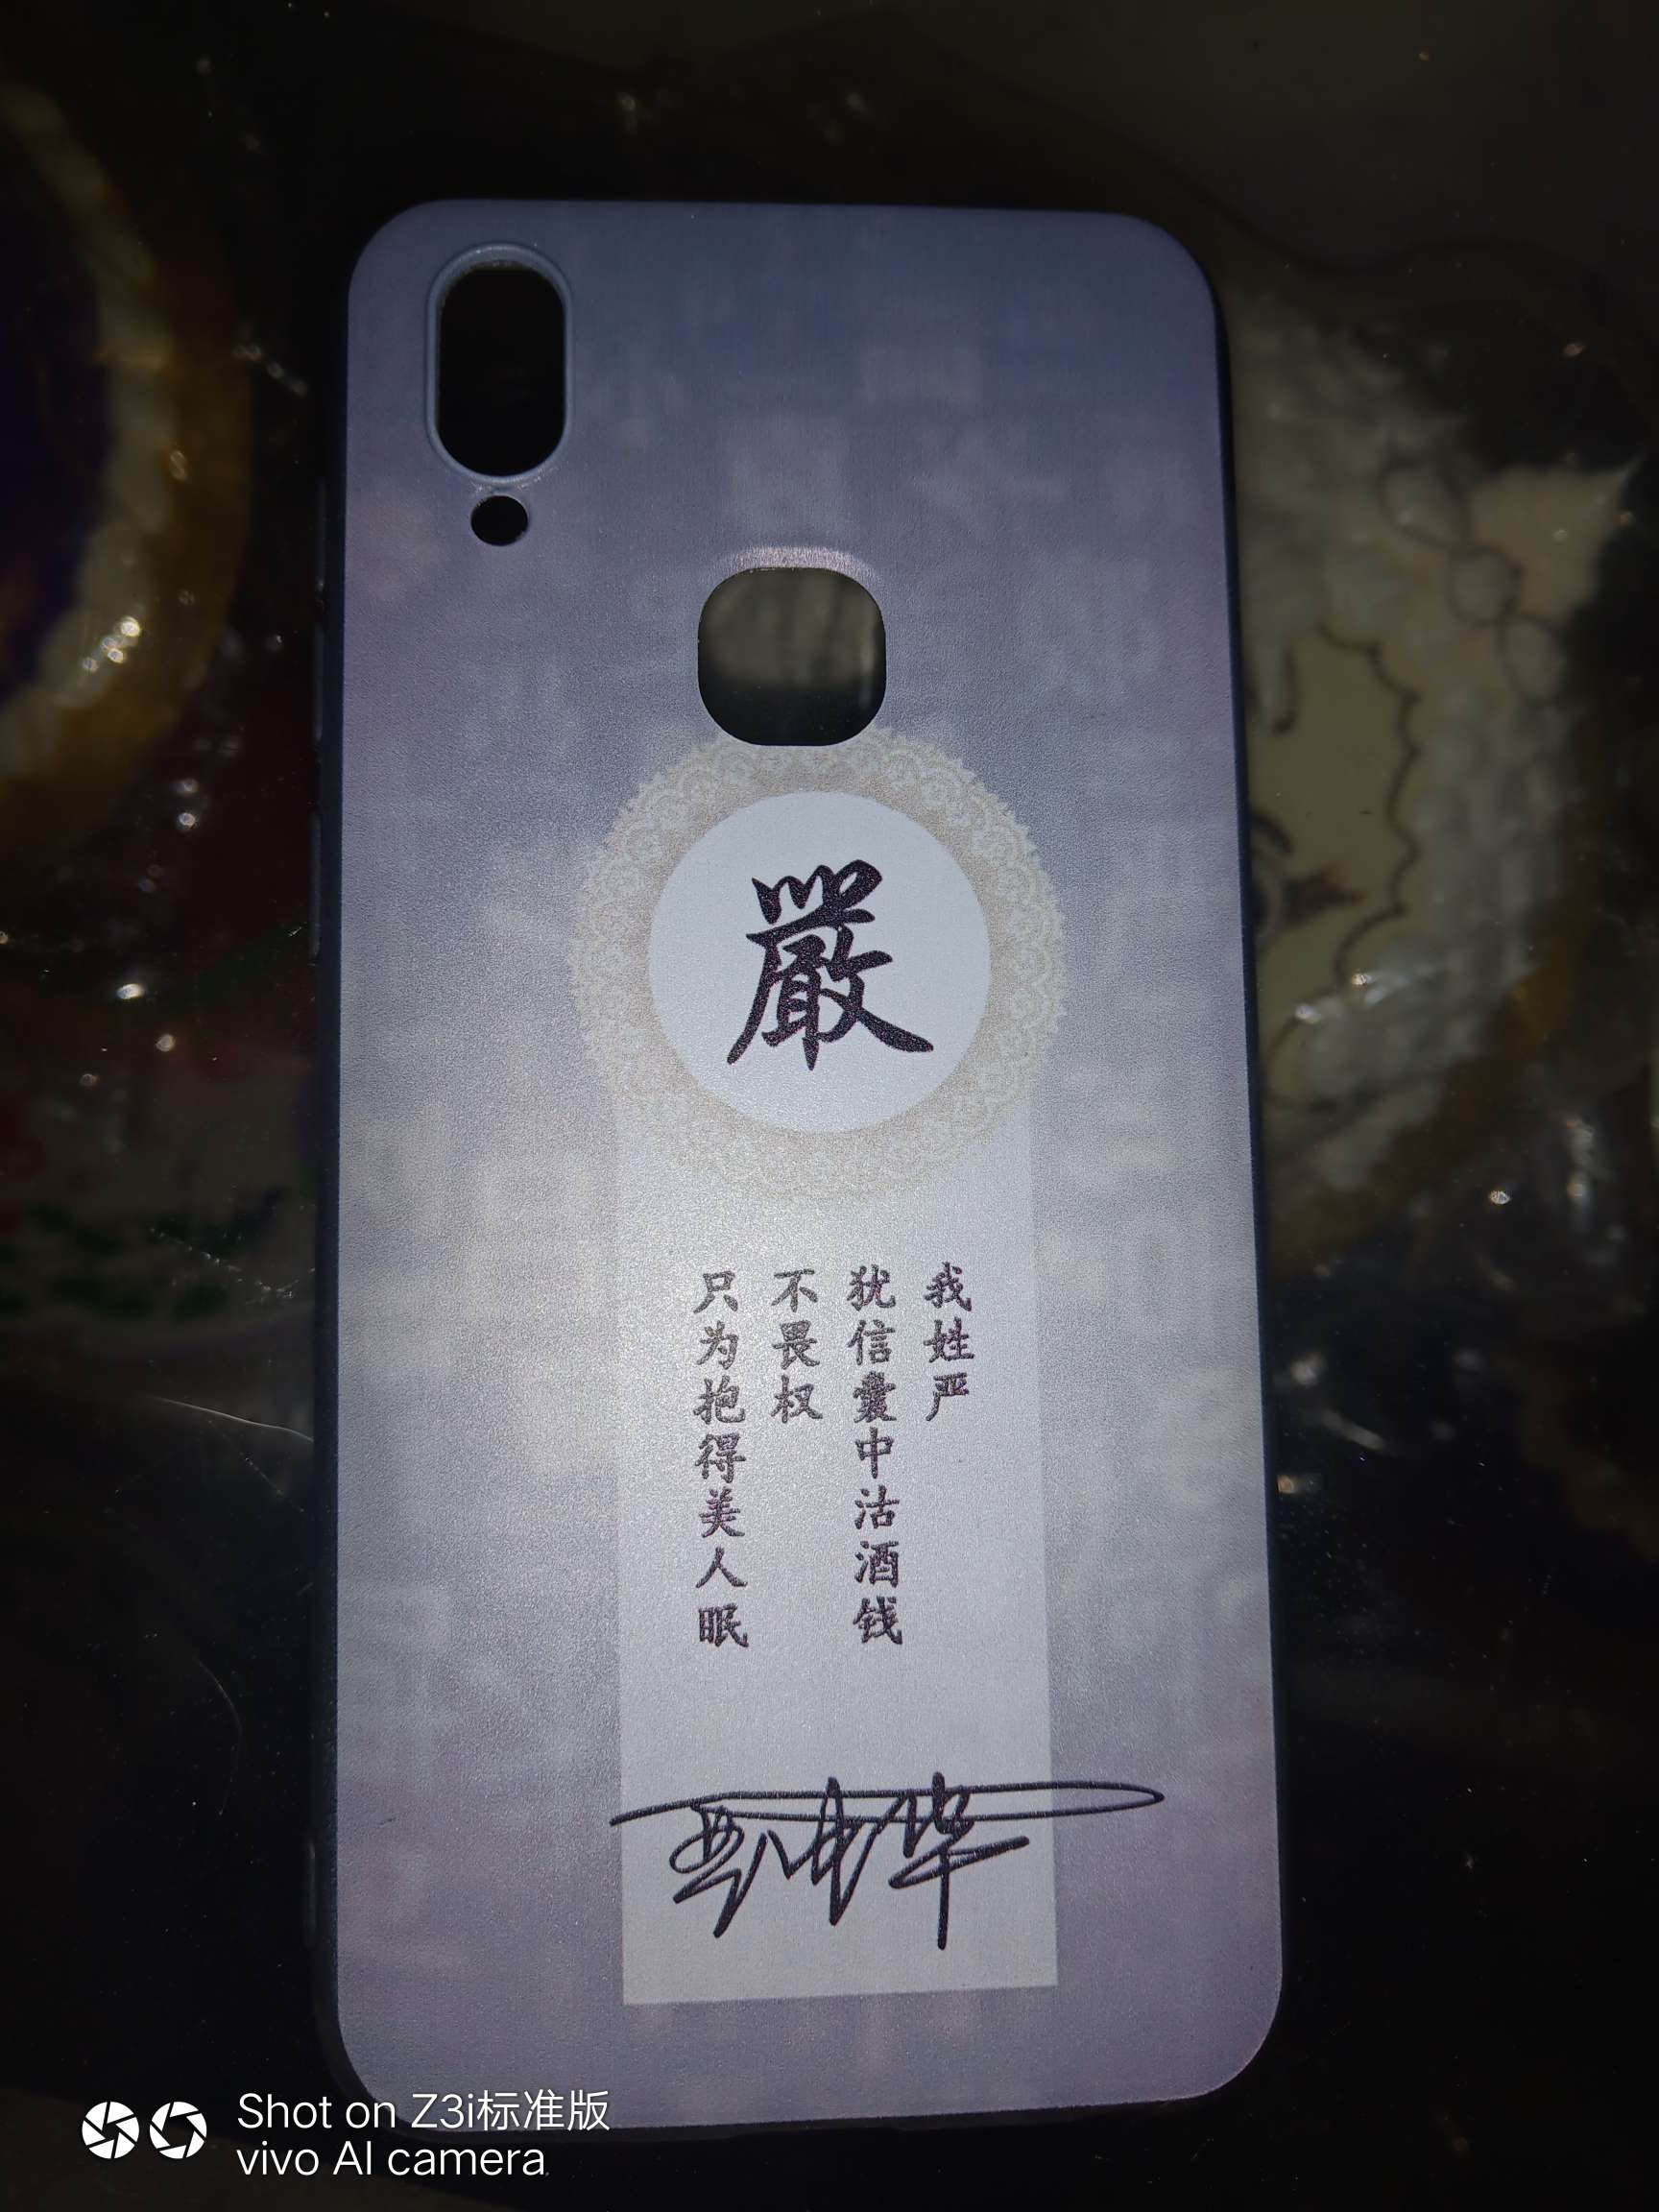 嚴
我姓严
犹信囊中沽酒钱
不畏权
只为抱得美人眠
Shot on Z3i标准版
vivo AI camera